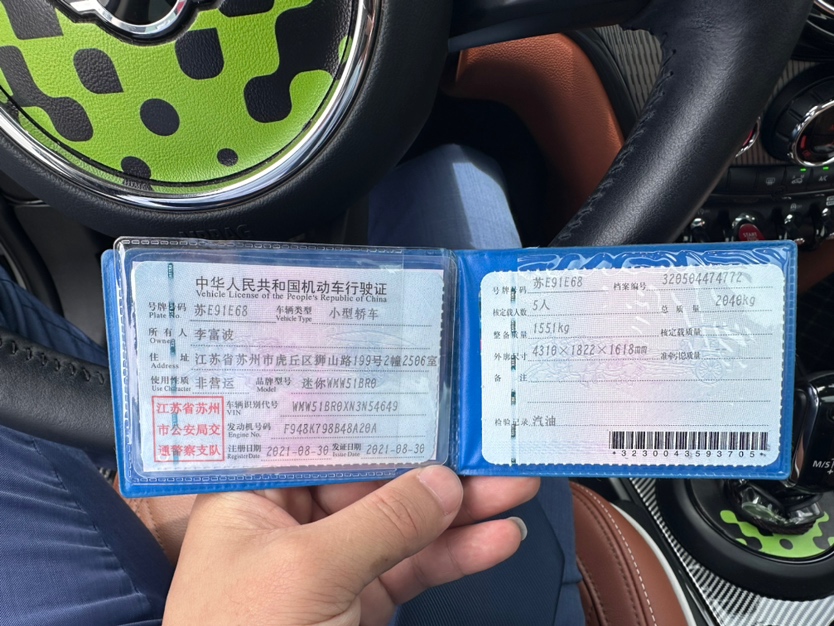 AIRBAG
中华人民共和国机动车行驶证
Vehicle License of the People's Republic of China
号牌号码 苏E91E68 车辆类型 小型轿车
Plate No. Vehicle Type
所有人 李富波
Owner
住址 江苏省苏州市虎丘区狮山路199号2幢2506室
Address
使用性质 非营运 品牌型号 迷你WMW51BR0
Use Character Model
江苏省苏州
市公安局交
通警察支队
车辆识别代号 WMW51BR0XN3N54649
VIN
发动机号码 F948K798B48A20A
Engine No.
注册日期 2021-08-30 发证日期 2021-08-30
Register Date Issue Date
号牌号码 苏E91E68 档案编号 320504474772
核定载人数 5人 总质量 2040kg
整备质量 1551kg 核定载质量
外廓尺寸 4310×1822×1618mm 准牵引总质量
备注
检验记录 汽油
*3230043593705*
M/S